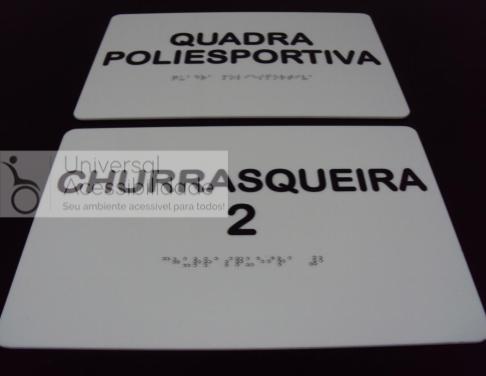 QUADRA
POLIESPORTIVA
Universal
Acessibilidade
Seu ambiente acessível para todos!
CHURRASQUEIRA
2